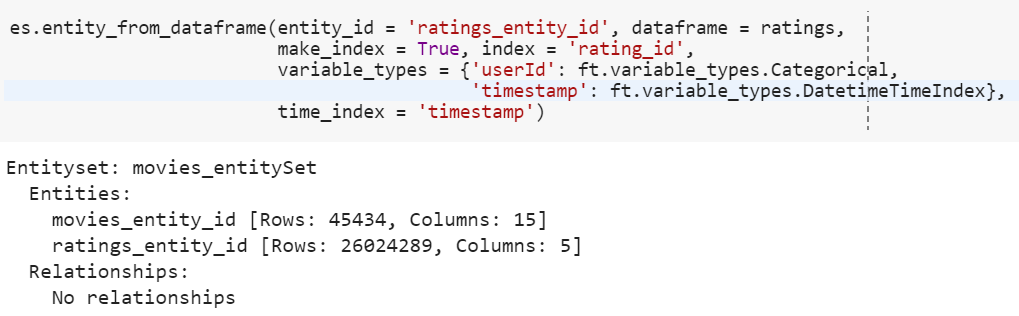 es.entity_from_dataframe(entity_id = 'ratings_entity_id', dataframe = ratings,
make_index = True, index = 'rating_id',
variable_types = {'userId': ft.variable_types.Categorical,
'timestamp': ft.variable_types.DatetimeTimeIndex},
time_index = 'timestamp')
Entityset: movies_entitySet
Entities:
movies_entity_id [Rows: 45434, Columns: 15]
ratings_entity_id [Rows: 26024289, Columns: 5]
Relationships:
No relationships